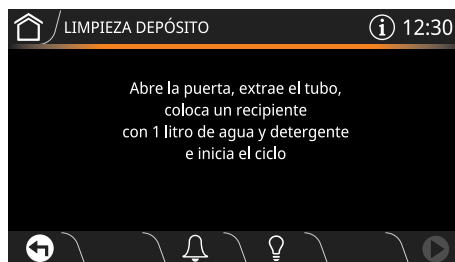 LIMPIEZA DEPÓSITO
i 12:30
Abre la puerta, extrae el tubo,
coloca un recipiente
con 1 litro de agua y detergente
e inicia el ciclo